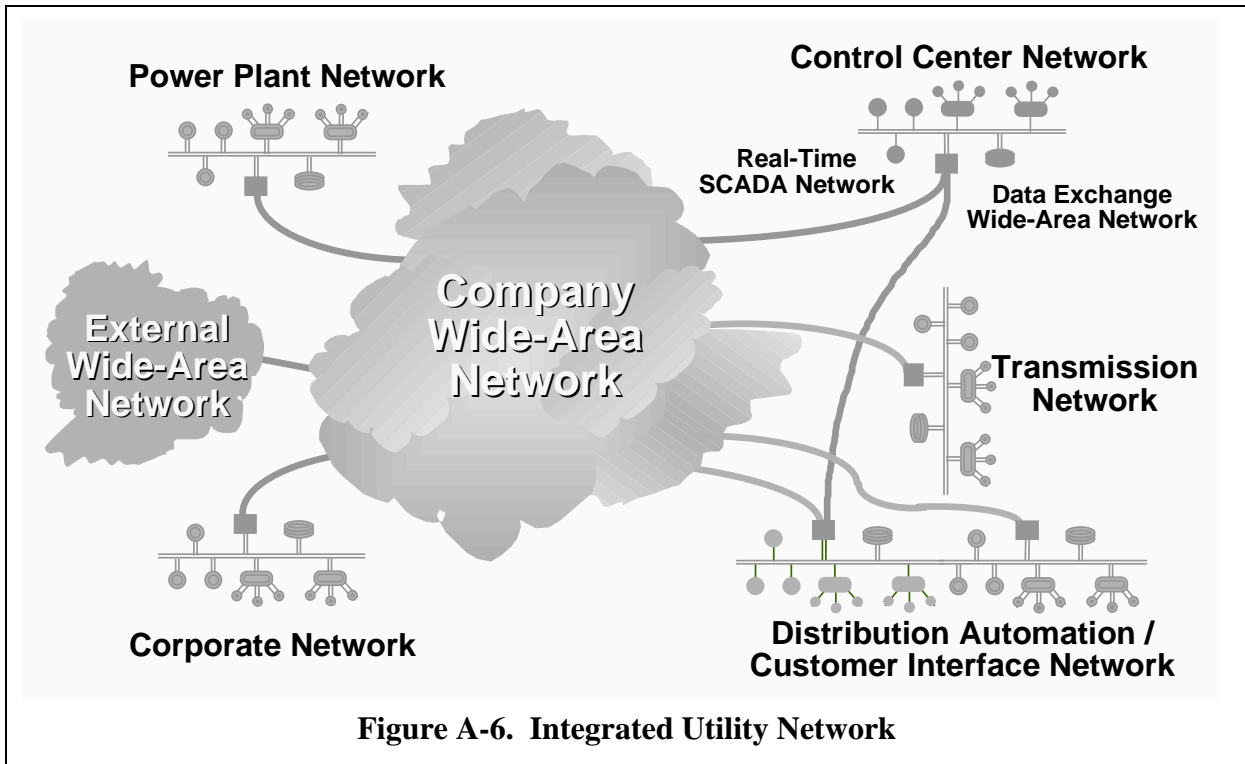 Power Plant Network
Control Center Network
Real-Time
SCADA Network
Data Exchange
Wide-Area Network
Company
Wide-Area
Network
External
Wide-Area
Network
Transmission
Network
Corporate Network
Distribution Automation /
Customer Interface Network
Figure A-6. Integrated Utility Network